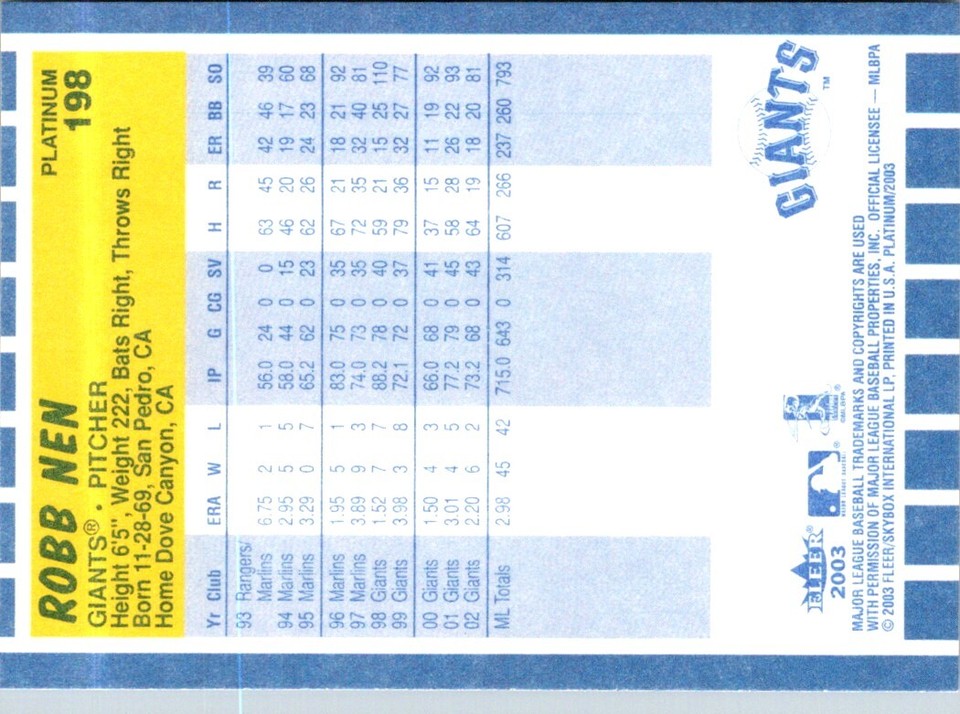 ROBB NEN
PLATINUM
198
GIANTS® • PITCHER
Height 6'5", Weight 222, Bats Right, Throws Right
Born 11-28-69, San Pedro, CA
Home Dove Canyon, CA
Yr Club ERA W L IP G CG SV H R ER BB SO
93 Rangers/
Marlins 6.75 2 1 56.0 24 0 0 63 45 42 46 39
94 Marlins 2.95 5 5 58.0 44 0 15 46 20 19 17 60
95 Marlins 3.29 0 7 65.2 62 0 23 62 26 24 23 68
96 Marlins 1.95 5 1 83.0 75 0 35 67 21 18 21 92
97 Marlins 3.89 9 3 74.0 73 0 35 72 35 32 40 81
98 Giants 1.52 7 7 88.2 78 0 40 59 21 15 25 110
99 Giants 3.98 3 8 72.1 72 0 37 79 36 32 27 77
00 Giants 1.50 4 3 66.0 68 0 41 37 15 11 19 92
01 Giants 3.01 4 5 77.2 79 0 45 58 28 26 22 93
02 Giants 2.20 6 2 73.2 68 0 43 64 19 18 20 81
ML Totals 2.98 45 42 715.0 643 0 314 607 266 237 260 793
FLEER®
2003
GIANTS™
MAJOR LEAGUE BASEBALL TRADEMARKS AND COPYRIGHTS ARE USED
WITH PERMISSION OF MAJOR LEAGUE BASEBALL PROPERTIES, INC. OFFICIAL LICENSEE — MLBPA
© 2003 FLEER/SKYBOX INTERNATIONAL LP, PRINTED IN U.S.A. PLATINUM/2003